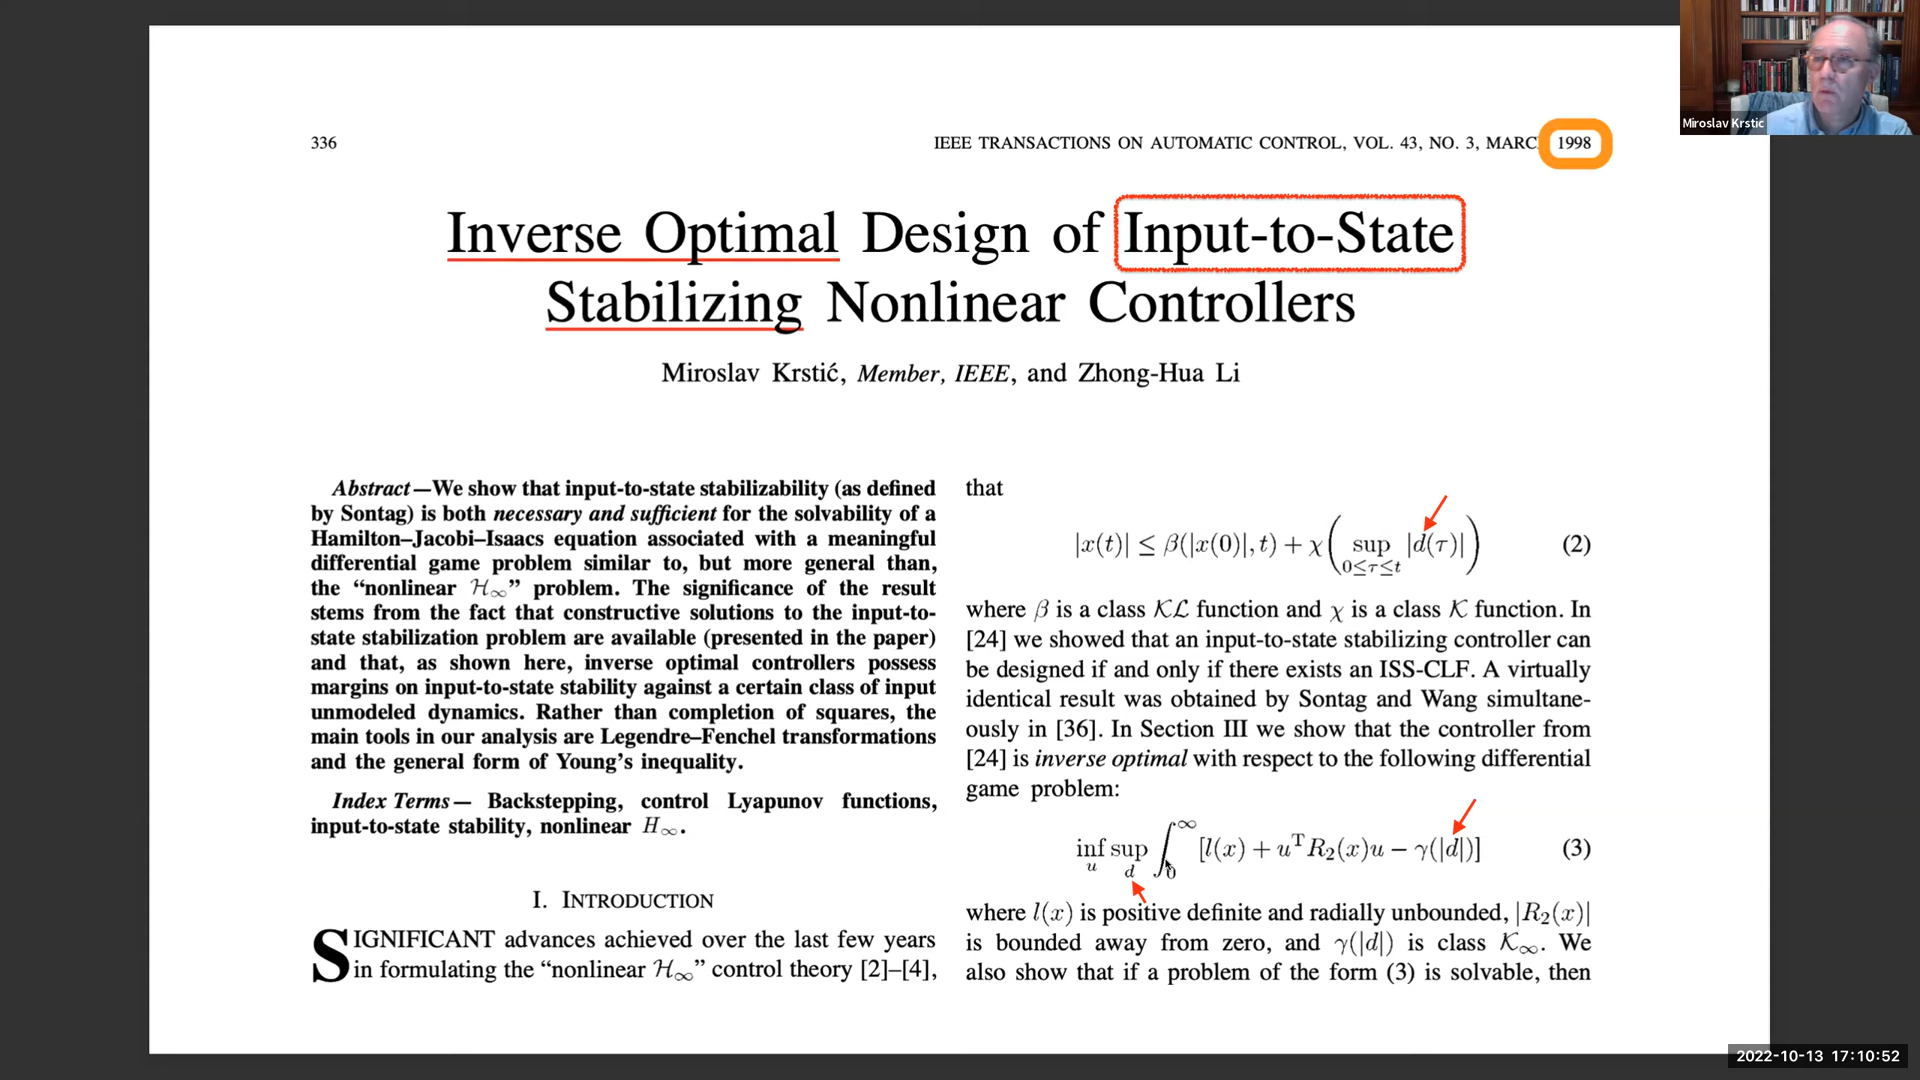 Miroslav Krstic
336
IEEE TRANSACTIONS ON AUTOMATIC CONTROL, VOL. 43, NO. 3, MARC 1998
Inverse Optimal Design of Input-to-State
Stabilizing Nonlinear Controllers
Miroslav Krstić, Member, IEEE, and Zhong-Hua Li
Abstract—We show that input-to-state stabilizability (as defined
by Sontag) is both necessary and sufficient for the solvability of a
Hamilton–Jacobi–Isaacs equation associated with a meaningful
differential game problem similar to, but more general than,
the “nonlinear ℋ∞” problem. The significance of the result
stems from the fact that constructive solutions to the input-to-
state stabilization problem are available (presented in the paper)
and that, as shown here, inverse optimal controllers possess
margins on input-to-state stability against a certain class of input
unmodeled dynamics. Rather than completion of squares, the
main tools in our analysis are Legendre–Fenchel transformations
and the general form of Young’s inequality.
Index Terms— Backstepping, control Lyapunov functions,
input-to-state stability, nonlinear H∞.
I. INTRODUCTION
SIGNIFICANT advances achieved over the last few years
in formulating the “nonlinear ℋ∞” control theory [2]–[4],
that
|x(t)| ≤ β(|x(0)|, t) + χ( sup 0≤τ≤t |d(τ)| ) (2)
where β is a class 𝒦ℒ function and χ is a class 𝒦 function. In
[24] we showed that an input-to-state stabilizing controller can
be designed if and only if there exists an ISS-CLF. A virtually
identical result was obtained by Sontag and Wang simultane-
ously in [36]. In Section III we show that the controller from
[24] is inverse optimal with respect to the following differential
game problem:
inf u sup d ∫0∞ [l(x) + uᵀR₂(x)u − γ(|d|)] (3)
where l(x) is positive definite and radially unbounded, |R₂(x)|
is bounded away from zero, and γ(|d|) is class 𝒦∞. We
also show that if a problem of the form (3) is solvable, then
2022-10-13 17:10:52